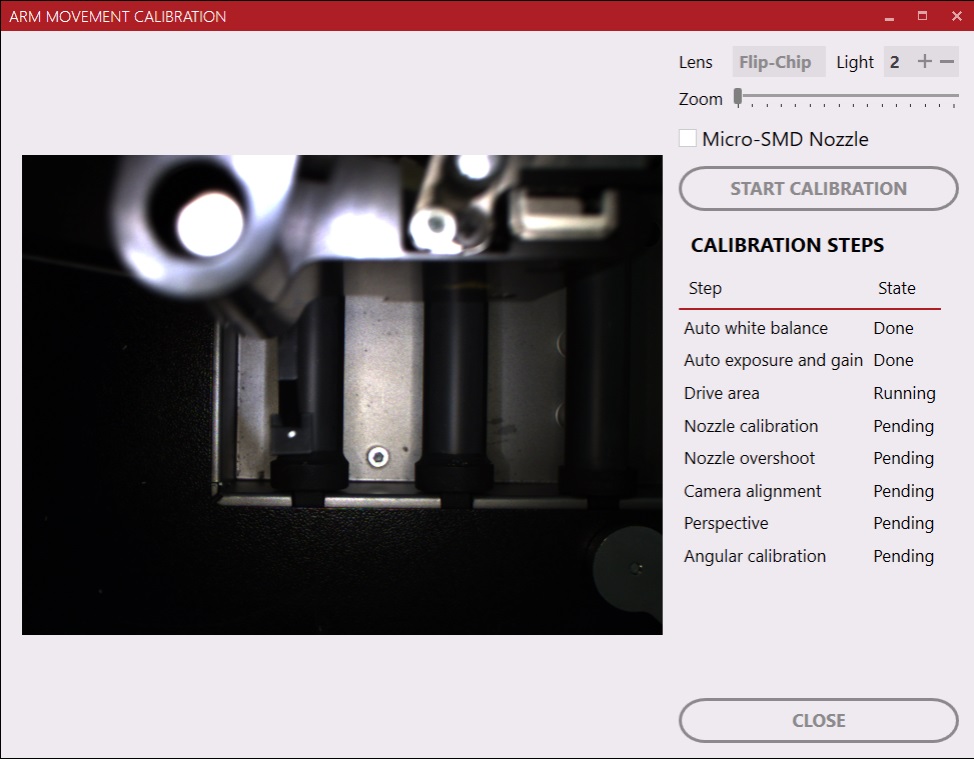 ARM MOVEMENT CALIBRATION
Lens Flip-Chip Light 2
Zoom
Micro-SMD Nozzle
START CALIBRATION
CALIBRATION STEPS
Step State
Auto white balance Done
Auto exposure and gain Done
Drive area Running
Nozzle calibration Pending
Nozzle overshoot Pending
Camera alignment Pending
Perspective Pending
Angular calibration Pending
CLOSE